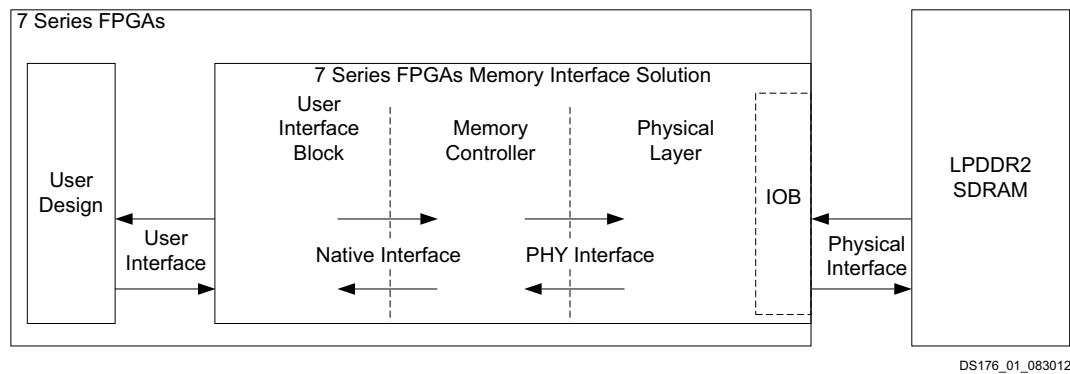 7 Series FPGAs
7 Series FPGAs Memory Interface Solution
User
Interface
Block
Memory
Controller
Physical
Layer
User
Design
IOB
LPDDR2
SDRAM
User
Interface
Native Interface
PHY Interface
Physical
Interface
DS176_01_083012